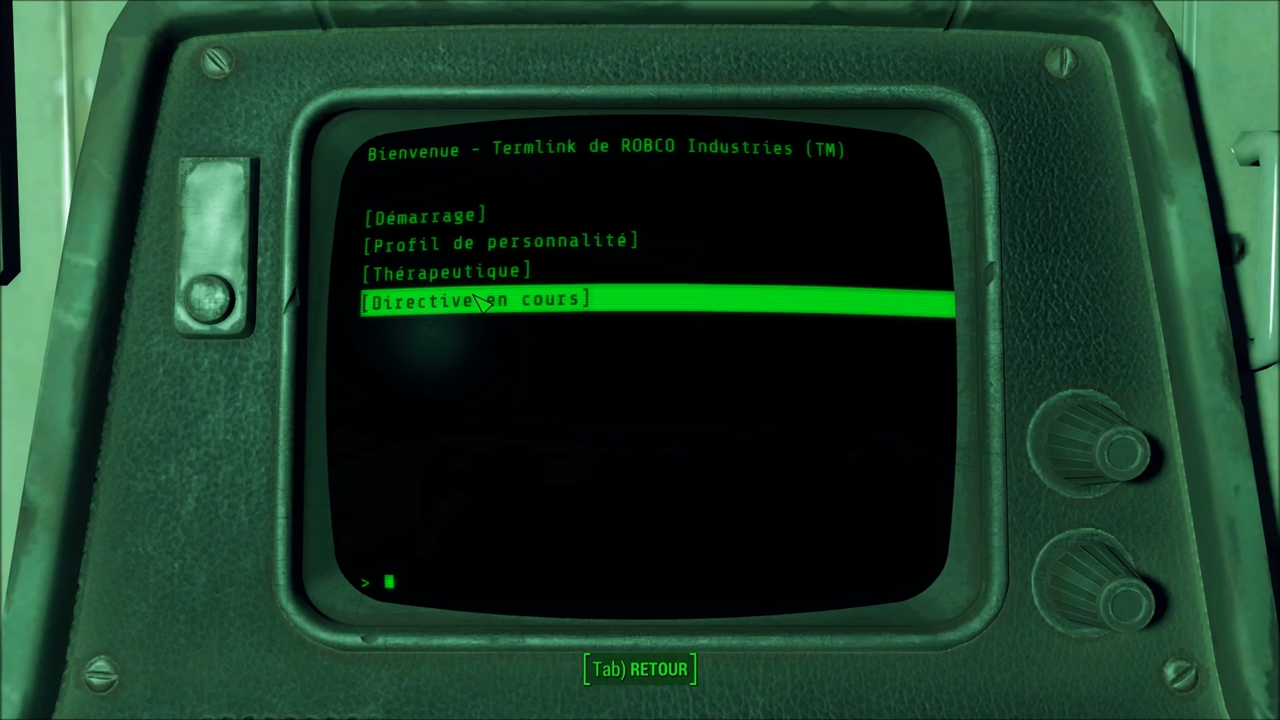 Bienvenue - Termlink de ROBCO Industries (TM)
[Démarrage]
[Profil de personnalité]
[Thérapeutique]
[Directive en cours]
>
Tab) RETOUR